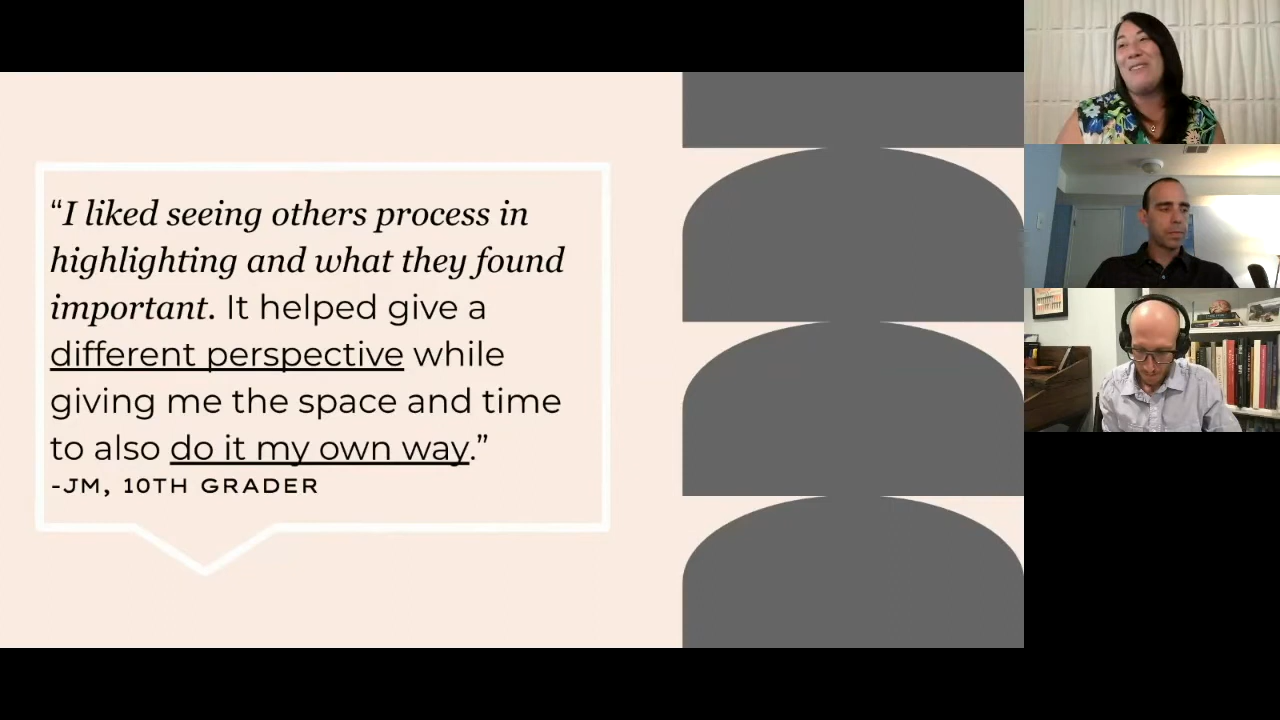 “I liked seeing others process in
highlighting and what they found
important. It helped give a
different perspective while
giving me the space and time
to also do it my own way.”
-JM, 10TH GRADER